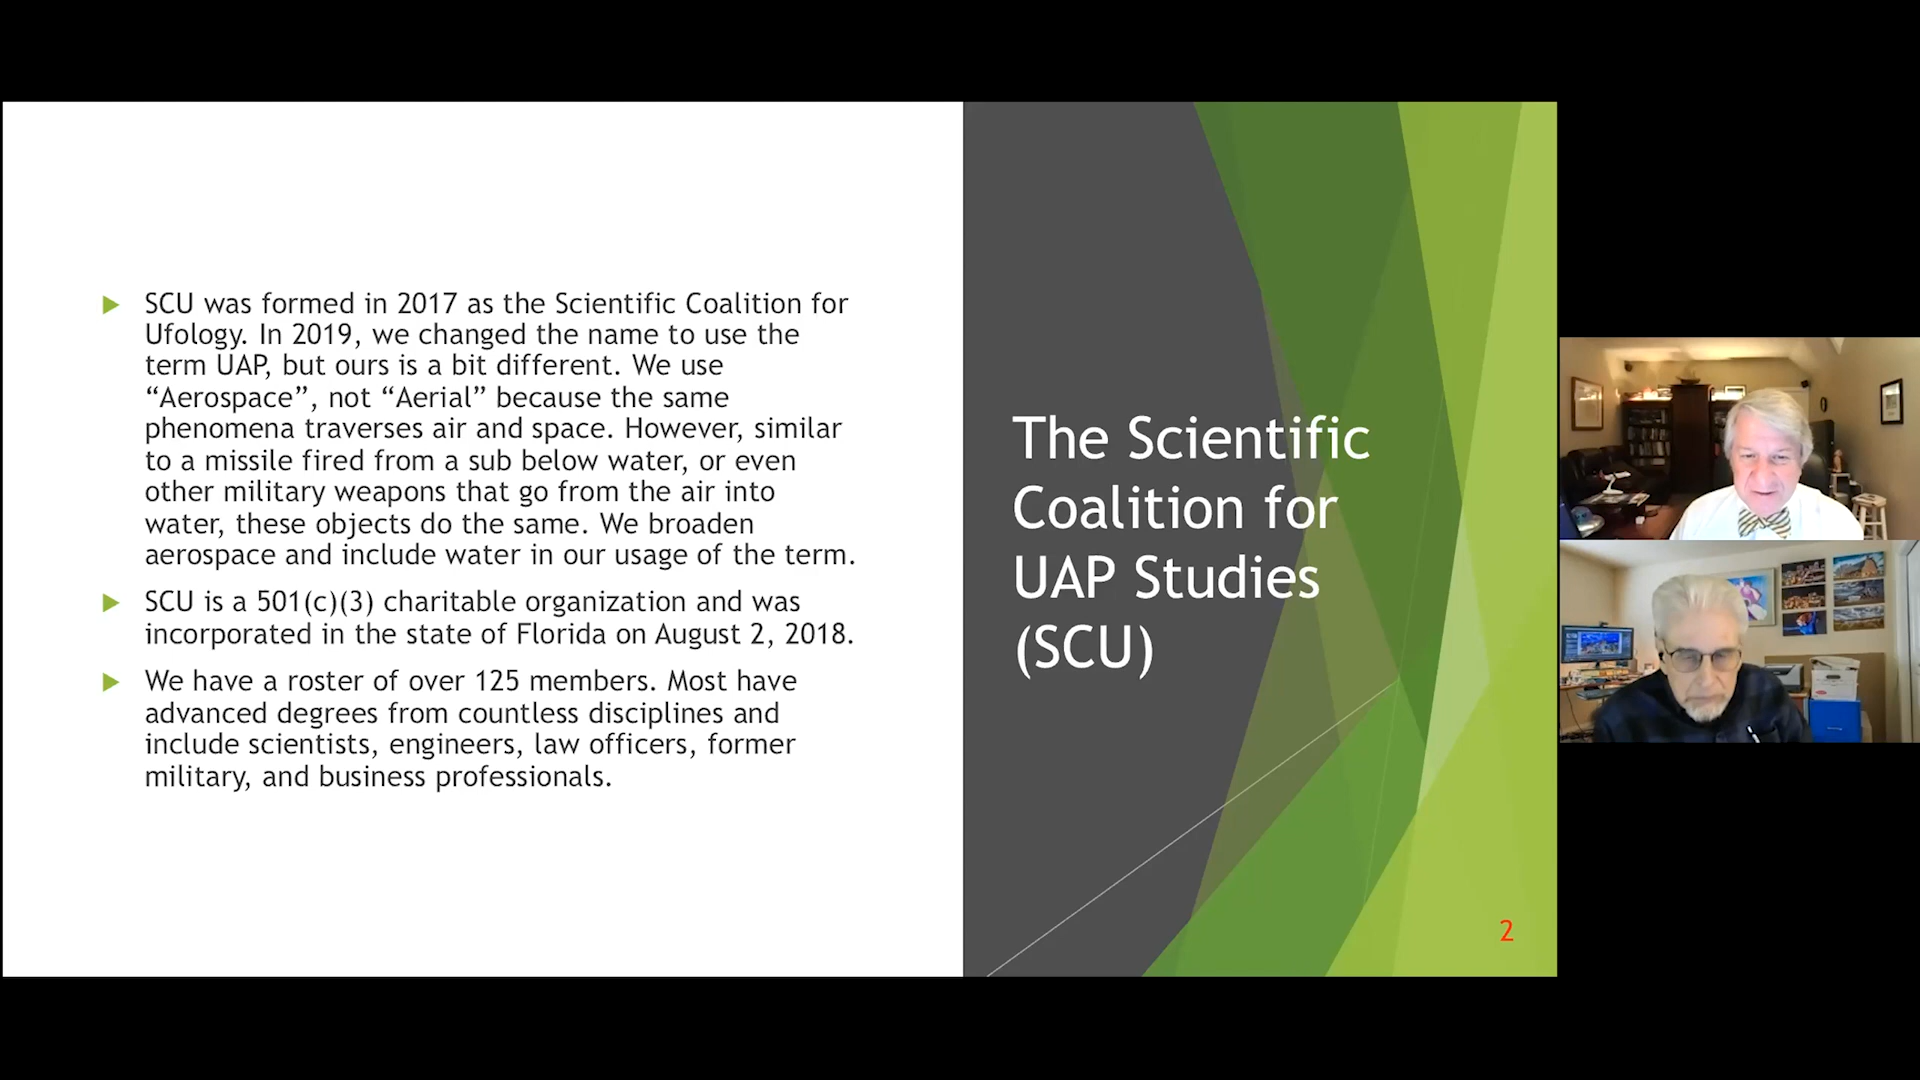 SCU was formed in 2017 as the Scientific Coalition for
Ufology. In 2019, we changed the name to use the
term UAP, but ours is a bit different. We use
“Aerospace”, not “Aerial” because the same
phenomena traverses air and space. However, similar
to a missile fired from a sub below water, or even
other military weapons that go from the air into
water, these objects do the same. We broaden
aerospace and include water in our usage of the term.
SCU is a 501(c)(3) charitable organization and was
incorporated in the state of Florida on August 2, 2018.
We have a roster of over 125 members. Most have
advanced degrees from countless disciplines and
include scientists, engineers, law officers, former
military, and business professionals.
The Scientific
Coalition for
UAP Studies
(SCU)
2